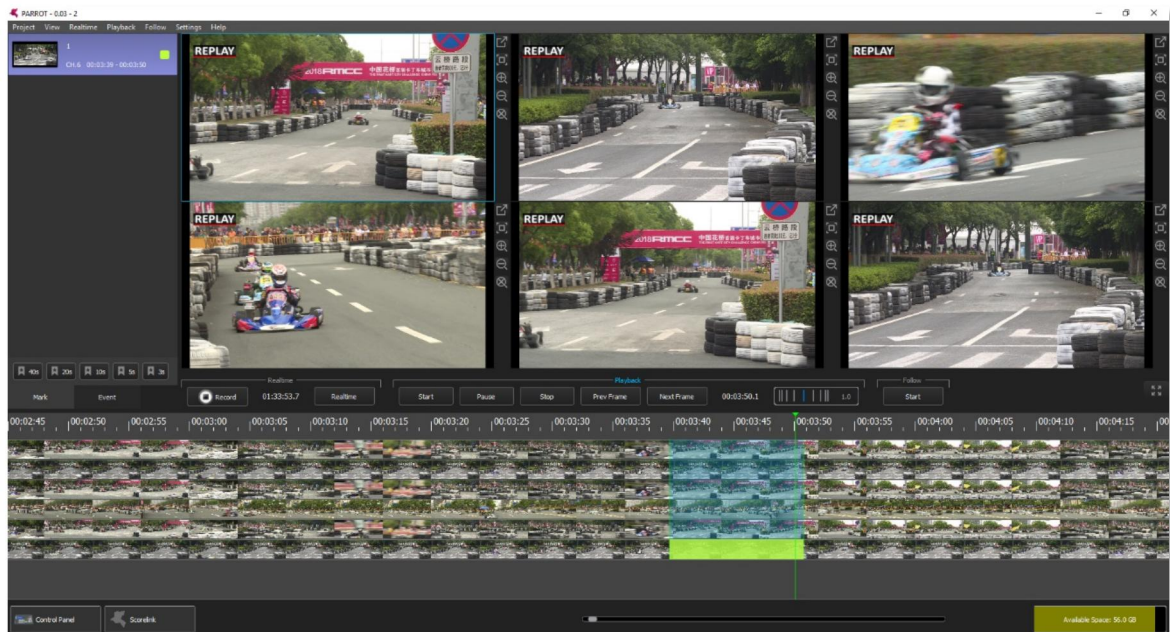 PARROT - 0.03 - 2
Project View Realtime Playback Follow Settings Help
1
CH.6 00:03:39 - 00:03:50
REPLAY
REPLAY
REPLAY
2018
REPLAY
REPLAY
REPLAY
2018
40s 20s 10s 5s 3s
Mark Event
Realtime
Record 01:33:53.7 Realtime
Playback
Start Pause Stop Prev Frame Next Frame 00:03:50.1 1.0
Follow
Start
00:02:45 00:02:50 00:02:55 00:03:00 00:03:05 00:03:10 00:03:15 00:03:20 00:03:25 00:03:30 00:03:35 00:03:40 00:03:45 00:03:50 00:03:55 00:04:00 00:04:05 00:04:10 00:04:15 00
Control Panel Scorelink Available Space: 56.0 GB